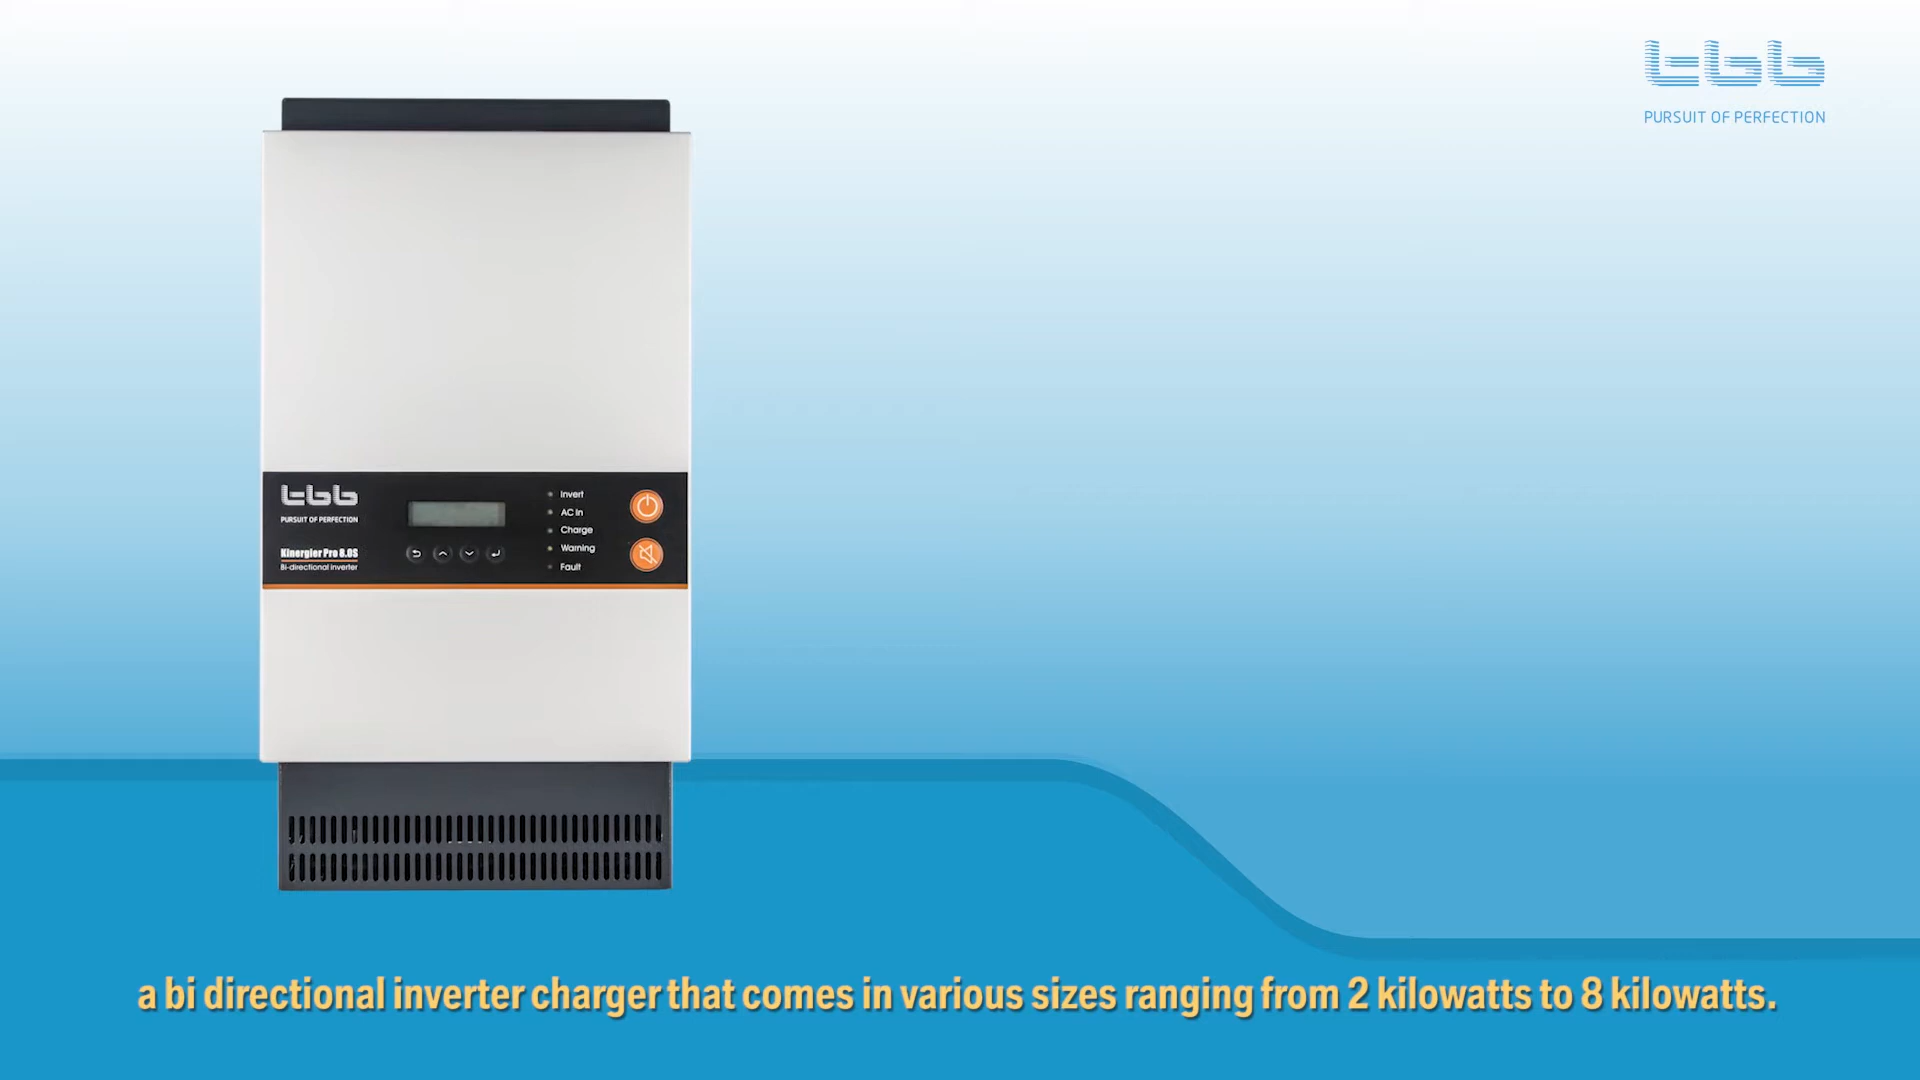 tbb
PURSUIT OF PERFECTION
tbb
PURSUIT OF PERFECTION
Kinergier Pro 8.0S
Bi-directional inverter
Invert
AC In
Charge
Warning
Fault
a bi directional inverter charger that comes in various sizes ranging from 2 kilowatts to 8 kilowatts.